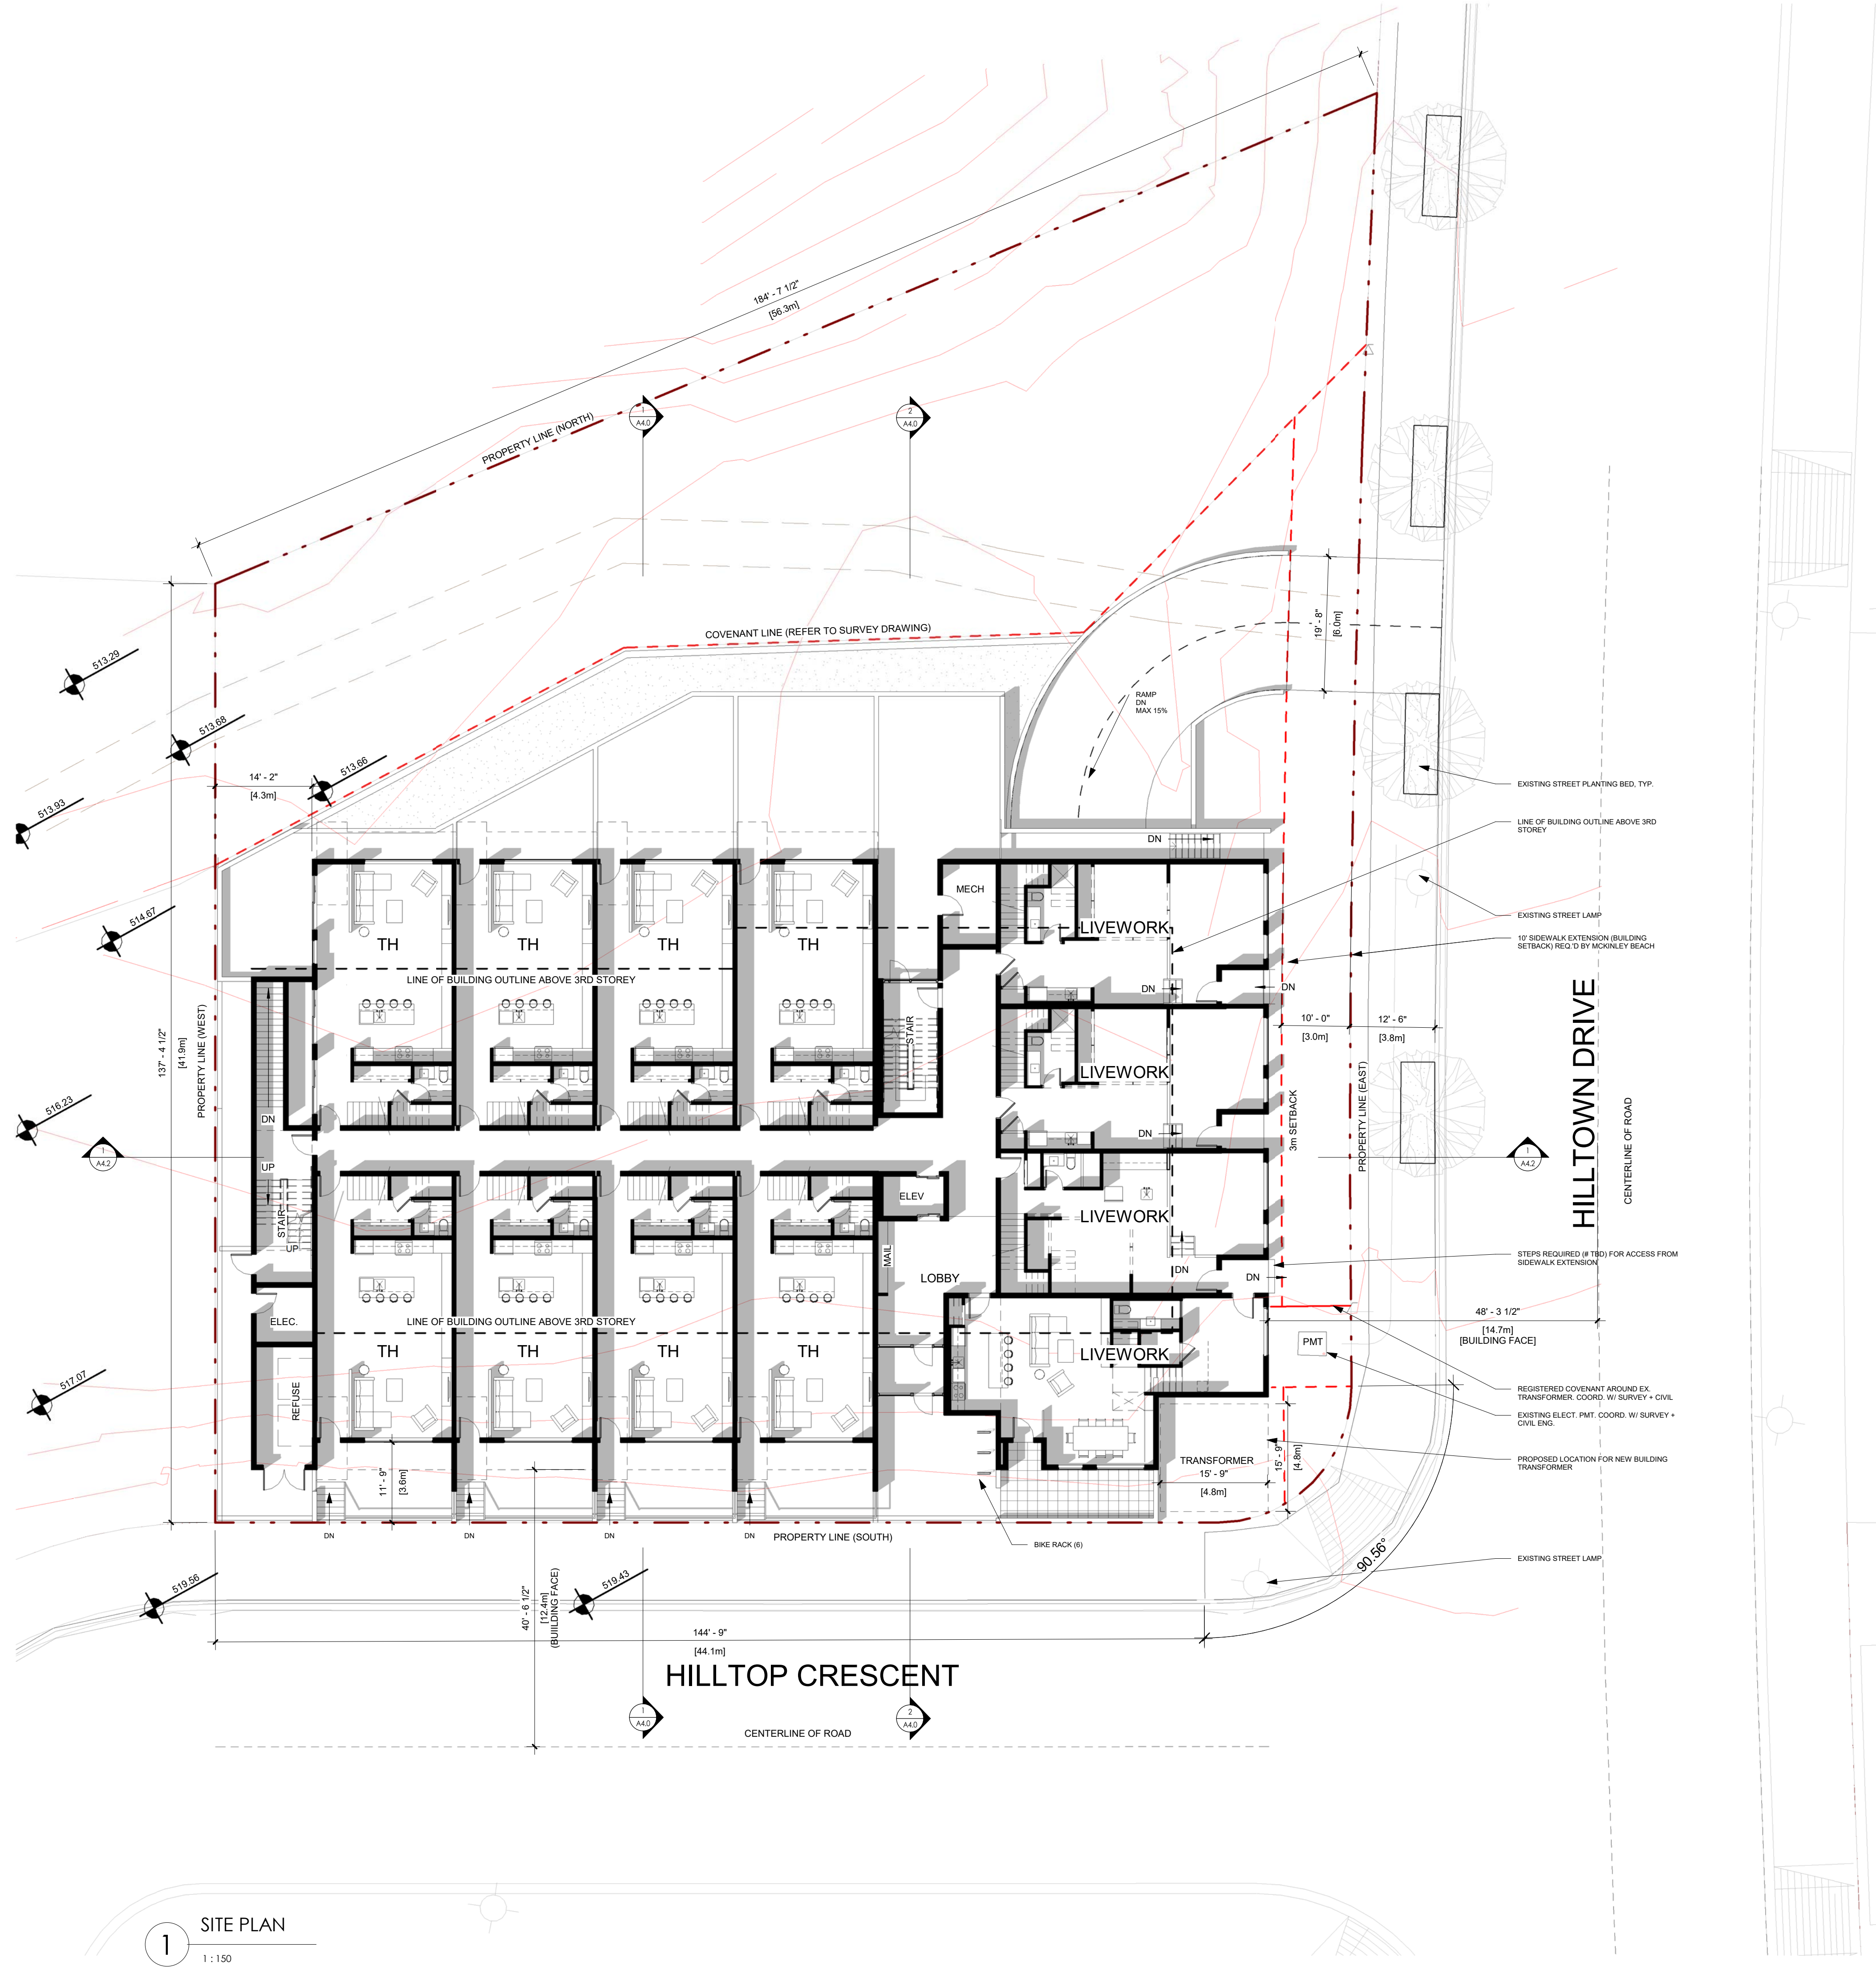 184' - 7 1/2"
[56.3m]
PROPERTY LINE (NORTH)
1
A4.0
2
A4.0
COVENANT LINE (REFER TO SURVEY DRAWING)
19' - 8"
[6.0m]
513.29
513.68
513.66
513.93
14' - 2"
[4.3m]
RAMP
DN
MAX 15%
EXISTING STREET PLANTING BED, TYP.
LINE OF BUILDING OUTLINE ABOVE 3RD
STOREY
DN
MECH
514.67
EXISTING STREET LAMP
LIVEWORK
TH
TH
TH
TH
10' SIDEWALK EXTENSION (BUILDING
SETBACK) REQ.'D BY MCKINLEY BEACH
LINE OF BUILDING OUTLINE ABOVE 3RD STOREY
DN
DN
10' - 0"
[3.0m]
12' - 6"
[3.8m]
STAIR
137' - 4 1/2"
[41.9m]
PROPERTY LINE (WEST)
LIVEWORK
516.23
DN
DN
3m SETBACK
PROPERTY LINE (EAST)
HILLTOWN DRIVE
CENTERLINE OF ROAD
1
A4.2
1
A4.2
UP
STAIR
UP
ELEV
LIVEWORK
MAIL
LOBBY
DN
DN
STEPS REQUIRED (# TBD) FOR ACCESS FROM
SIDEWALK EXTENSION
ELEC.
LINE OF BUILDING OUTLINE ABOVE 3RD STOREY
48' - 3 1/2"
[14.7m]
[BUILDING FACE]
PMT
TH
TH
TH
TH
LIVEWORK
517.07
REFUSE
REGISTERED COVENANT AROUND EX.
TRANSFORMER. COORD. W/ SURVEY + CIVIL
EXISTING ELECT. PMT. COORD. W/ SURVEY +
CIVIL ENG.
PROPOSED LOCATION FOR NEW BUILDING
TRANSFORMER
TRANSFORMER
15' - 9"
[4.8m]
15' - 9"
[4.8m]
11' - 9"
[3.6m]
DN
DN
DN
DN
PROPERTY LINE (SOUTH)
BIKE RACK (6)
90.56°
EXISTING STREET LAMP
519.56
519.43
40' - 6 1/2"
[12.4m]
(BUIILDING FACE)
144' - 9"
[44.1m]
HILLTOP CRESCENT
1
A4.0
2
A4.0
CENTERLINE OF ROAD
1
SITE PLAN
1 : 150